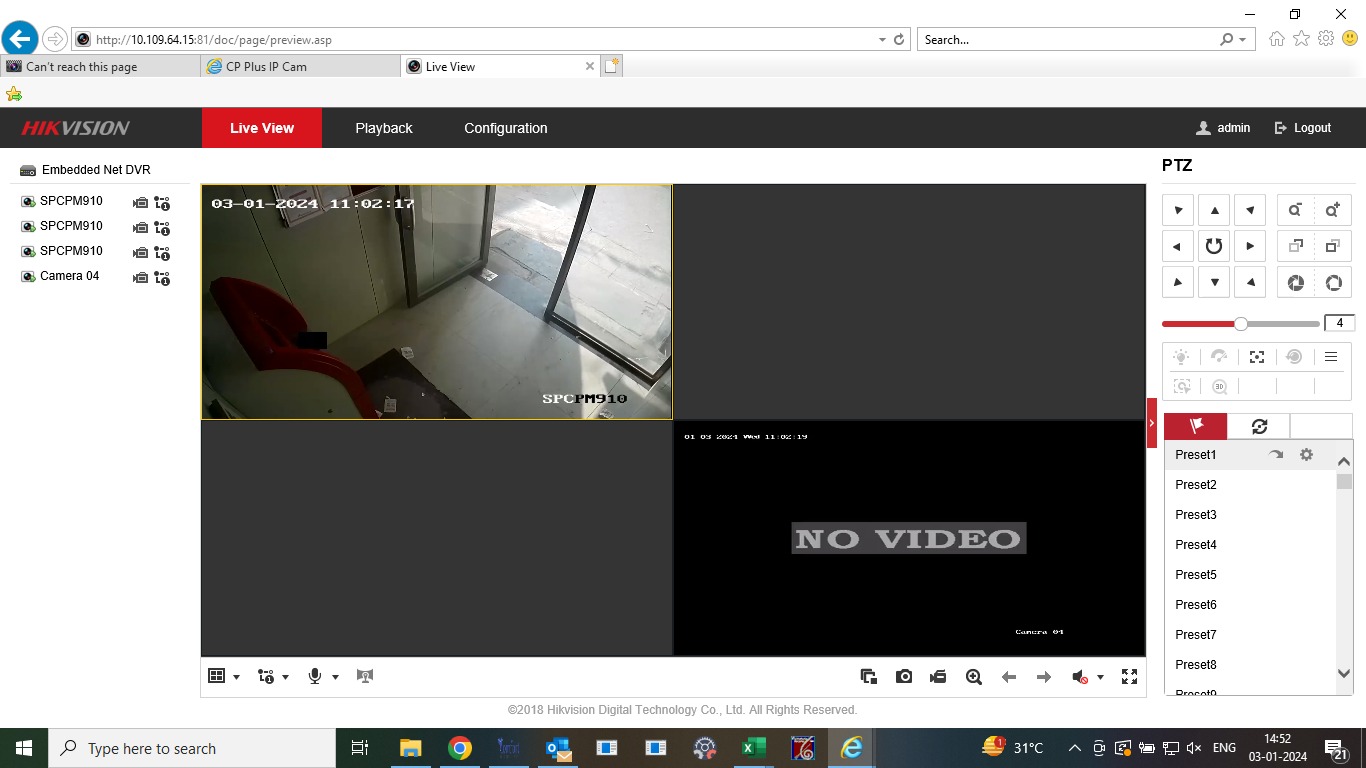 http://10.109.64.15:81/doc/page/preview.asp
Search...
Can't reach this page
CP Plus IP Cam
Live View
HIKVISION
Live View
Playback
Configuration
admin
Logout
Embedded Net DVR
SPCPM910
SPCPM910
SPCPM910
Camera 04
03-01-2024 11:02:17
SPCPM910
01-03-2024 Wed 11:02:19
NO VIDEO
Camera 04
PTZ
4
3D
Preset1
Preset2
Preset3
Preset4
Preset5
Preset6
Preset7
Preset8
Preset9
©2018 Hikvision Digital Technology Co., Ltd. All Rights Reserved.
Type here to search
1
31°C
ENG
14:52
03-01-2024
21